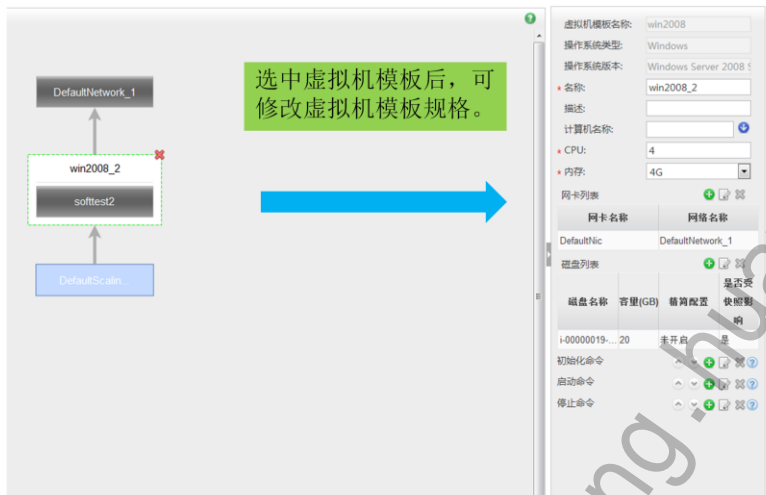 DefaultNetwork_1
win2008_2
softtest2
DefaultScalin...
选中虚拟机模板后，可
修改虚拟机模板规格。
虚拟机模板名称: win2008
操作系统类型: Windows
操作系统版本: Windows Server 2008 S
* 名称: win2008_2
描述:
计算机名称:
* CPU: 4
* 内存: 4G
网卡列表
网卡名称 网络名称
DefaultNic DefaultNetwork_1
磁盘列表
磁盘名称 容量(GB) 精简配置 是否受
快照影
响
i-00000019-... 20 未开启 是
初始化命令
启动命令
停止命令
ng.hua